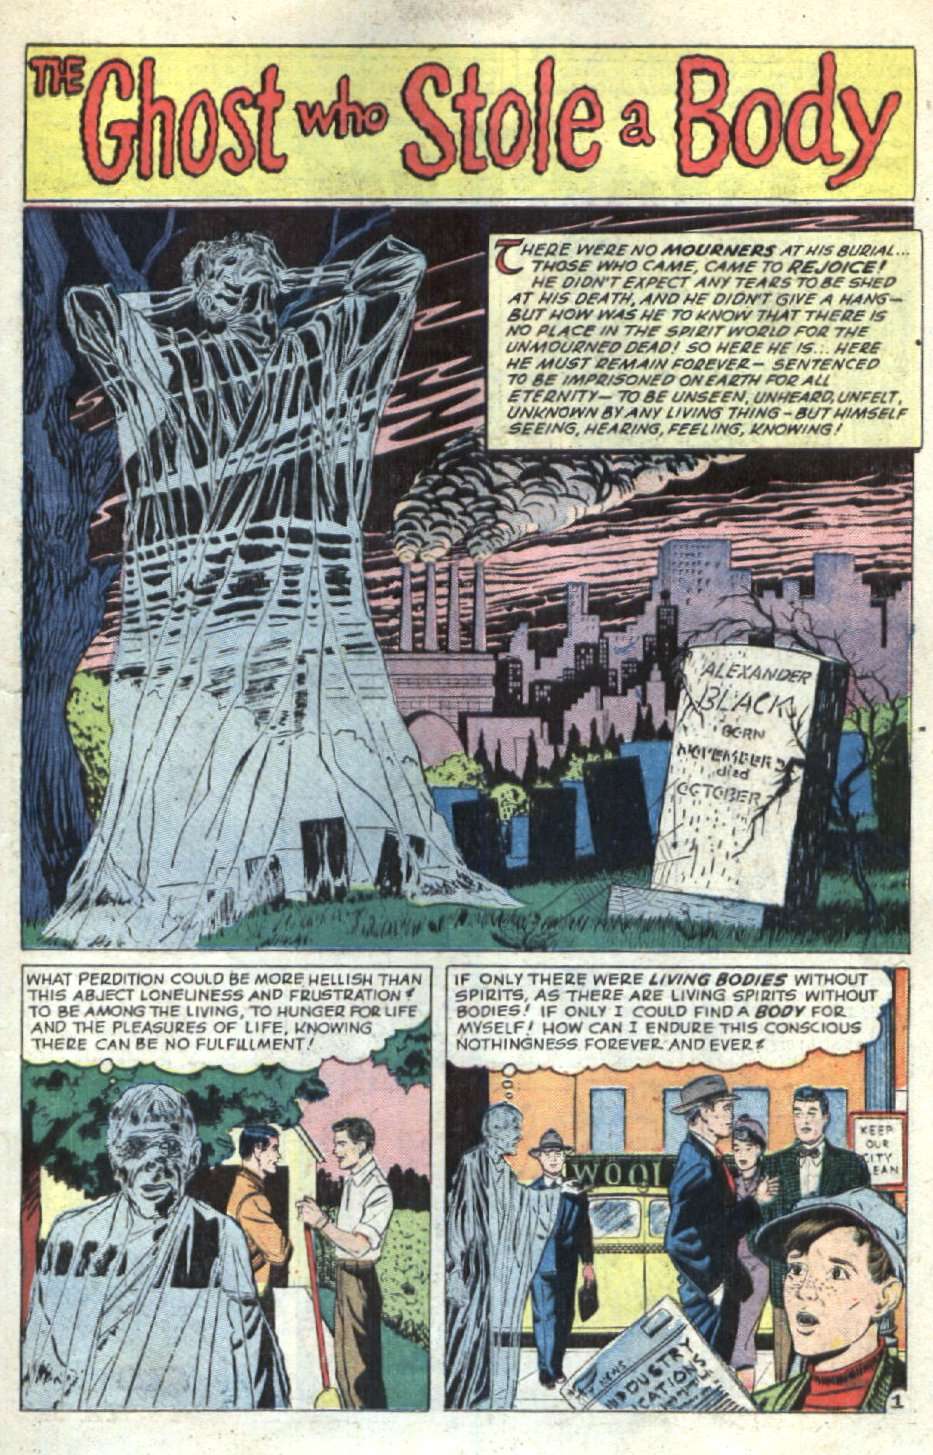 THE Ghost who Stole a Body
THERE WERE NO MOURNERS AT HIS BURIAL...
THOSE WHO CAME, CAME TO REJOICE!
HE DIDN'T EXPECT ANY TEARS TO BE SHED
AT HIS DEATH, AND HE DIDN'T GIVE A HANG—
BUT HOW WAS HE TO KNOW THAT THERE IS
NO PLACE IN THE SPIRIT WORLD FOR THE
UNMOURNED DEAD! SO HERE HE IS... HERE
HE MUST REMAIN FOREVER— SENTENCED
TO BE IMPRISONED ON EARTH FOR ALL
ETERNITY— TO BE UNSEEN, UNHEARD, UNFELT,
UNKNOWN BY ANY LIVING THING—BUT HIMSELF
SEEING, HEARING, FEELING, KNOWING!
ALEXANDER
BLACK
BORN
NOVEMBER
died
OCTOBER
WHAT PERDITION COULD BE MORE HELLISH THAN
THIS ABJECT LONELINESS AND FRUSTRATION?
TO BE AMONG THE LIVING, TO HUNGER FOR LIFE
AND THE PLEASURES OF LIFE, KNOWING
THERE CAN BE NO FULFILLMENT!
IF ONLY THERE WERE LIVING BODIES WITHOUT
SPIRITS, AS THERE ARE LIVING SPIRITS WITHOUT
BODIES! IF ONLY I COULD FIND A BODY FOR
MYSELF! HOW CAN I ENDURE THIS CONSCIOUS
NOTHINGNESS FOREVER AND EVER?
WOOL
KEEP
OUR
CITY
CLEAN
NEWS
INDUSTRY
1